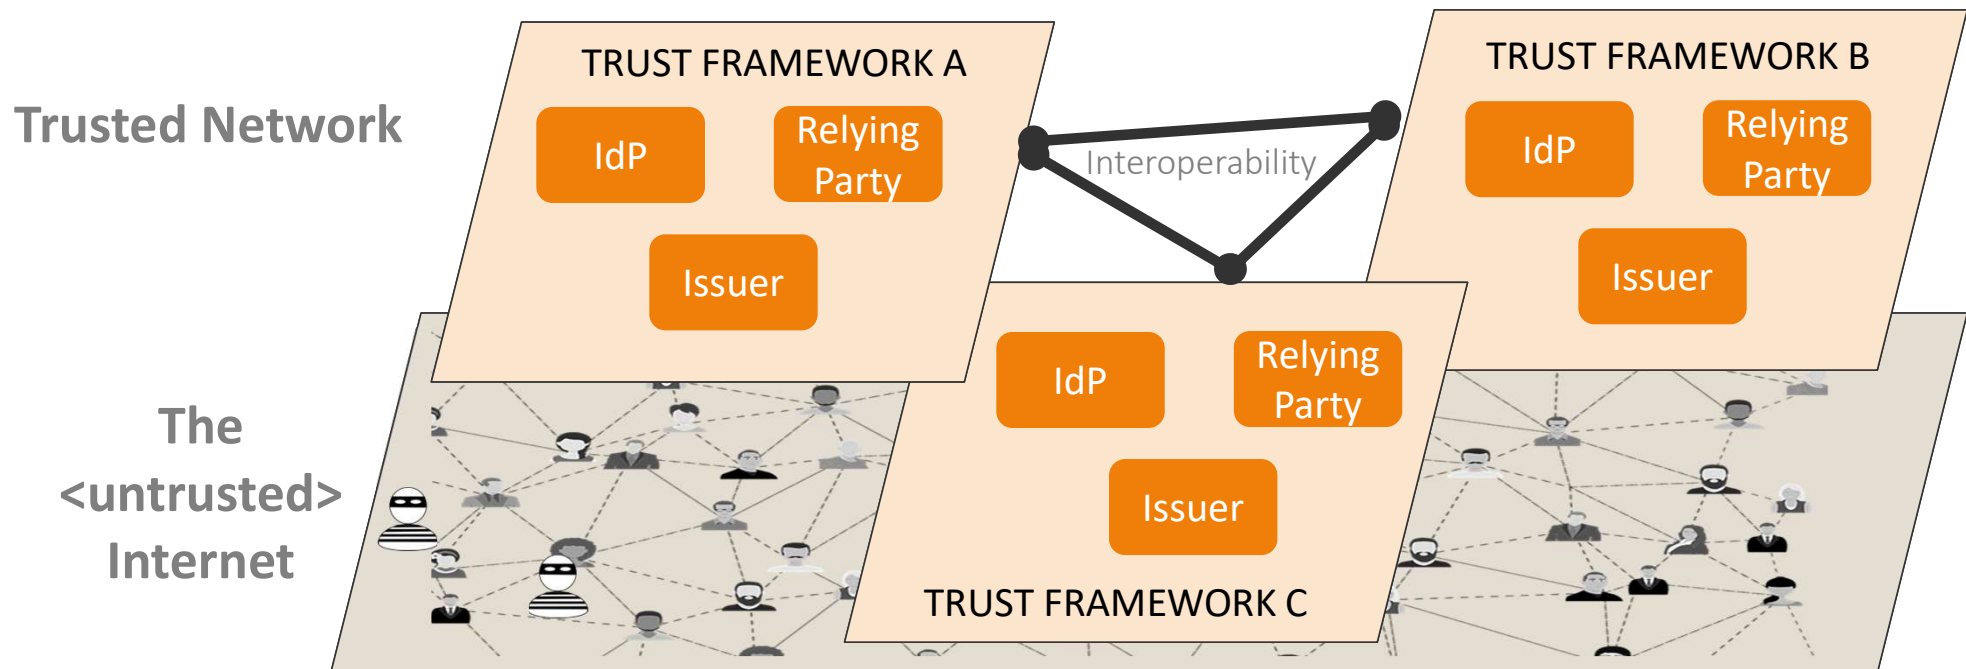 Trusted Network
TRUST FRAMEWORK A
IdP
Relying
Party
Issuer
Interoperability
TRUST FRAMEWORK B
IdP
Relying
Party
Issuer
The
<untrusted>
Internet
IdP
Relying
Party
Issuer
TRUST FRAMEWORK C